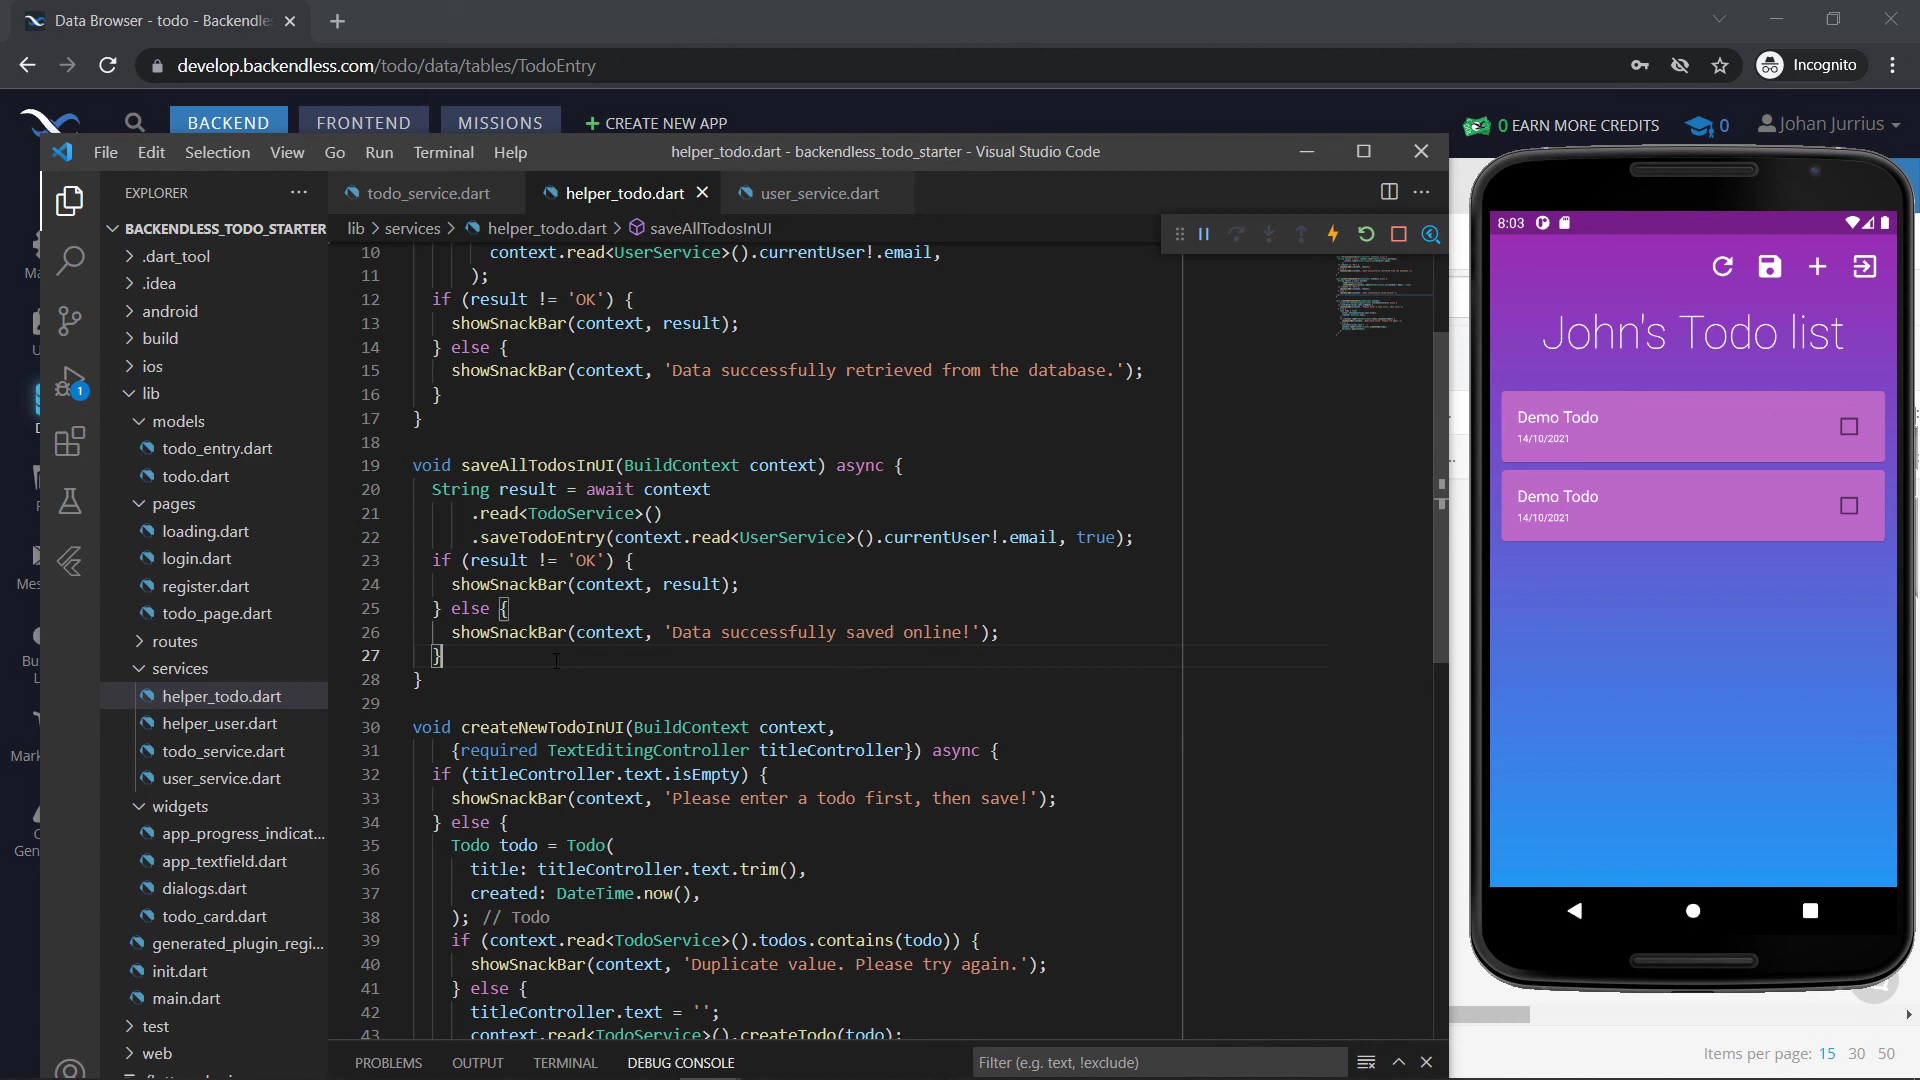 Data Browser - todo - Backendle
develop.backendless.com/todo/data/tables/TodoEntry
Incognito
BACKEND
FRONTEND
MISSIONS
+ CREATE NEW APP
0 EARN MORE CREDITS
0
Johan Jurrius
File Edit Selection View Go Run Terminal Help
helper_todo.dart - backendless_todo_starter - Visual Studio Code
EXPLORER
todo_service.dart
helper_todo.dart
user_service.dart
lib > services > helper_todo.dart > saveAllTodosInUI
BACKENDLESS_TODO_STARTER
.dart_tool
.idea
android
build
ios
lib
models
todo_entry.dart
todo.dart
pages
loading.dart
login.dart
register.dart
todo_page.dart
routes
services
helper_todo.dart
helper_user.dart
todo_service.dart
user_service.dart
widgets
app_progress_indicat...
app_textfield.dart
dialogs.dart
todo_card.dart
generated_plugin_regi...
init.dart
main.dart
test
web
1
10 context.read<UserService>().currentUser!.email,
11 );
12 if (result != 'OK') {
13 showSnackBar(context, result);
14 } else {
15 showSnackBar(context, 'Data successfully retrieved from the database.');
16 }
17 }
18
19 void saveAllTodosInUI(BuildContext context) async {
20 String result = await context
21 .read<TodoService>()
22 .saveTodoEntry(context.read<UserService>().currentUser!.email, true);
23 if (result != 'OK') {
24 showSnackBar(context, result);
25 } else {
26 showSnackBar(context, 'Data successfully saved online!');
27 }
28 }
29
30 void createNewTodoInUI(BuildContext context,
31 {required TextEditingController titleController}) async {
32 if (titleController.text.isEmpty) {
33 showSnackBar(context, 'Please enter a todo first, then save!');
34 } else {
35 Todo todo = Todo(
36 title: titleController.text.trim(),
37 created: DateTime.now(),
38 ); // Todo
39 if (context.read<TodoService>().todos.contains(todo)) {
40 showSnackBar(context, 'Duplicate value. Please try again.');
41 } else {
42 titleController.text = '';
43 context.read<TodoService>().createTodo(todo);
PROBLEMS OUTPUT TERMINAL DEBUG CONSOLE
Filter (e.g. text, !exclude)
8:03
John's Todo list
Demo Todo
14/10/2021
Demo Todo
14/10/2021
Items per page: 15 30 50